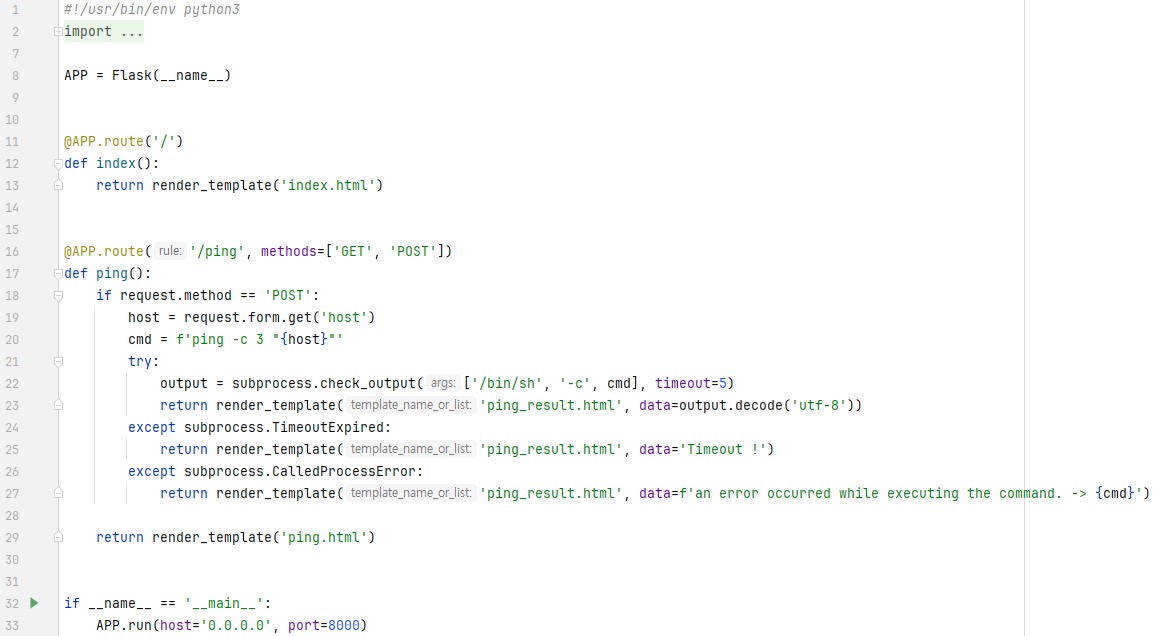 1 #!/usr/bin/env python3
2 import ...
7
8 APP = Flask(__name__)
9
10
11 @APP.route('/')
12 def index():
13     return render_template('index.html')
14
15
16 @APP.route( rule: '/ping', methods=['GET', 'POST'])
17 def ping():
18     if request.method == 'POST':
19         host = request.form.get('host')
20         cmd = f'ping -c 3 "{host}"'
21         try:
22             output = subprocess.check_output( args: ['/bin/sh', '-c', cmd], timeout=5)
23             return render_template( template_name_or_list: 'ping_result.html', data=output.decode('utf-8'))
24         except subprocess.TimeoutExpired:
25             return render_template( template_name_or_list: 'ping_result.html', data='Timeout !')
26         except subprocess.CalledProcessError:
27             return render_template( template_name_or_list: 'ping_result.html', data=f'an error occurred while executing the command. -> {cmd}')
28
29     return render_template('ping.html')
30
31
32 if __name__ == '__main__':
33     APP.run(host='0.0.0.0', port=8000)